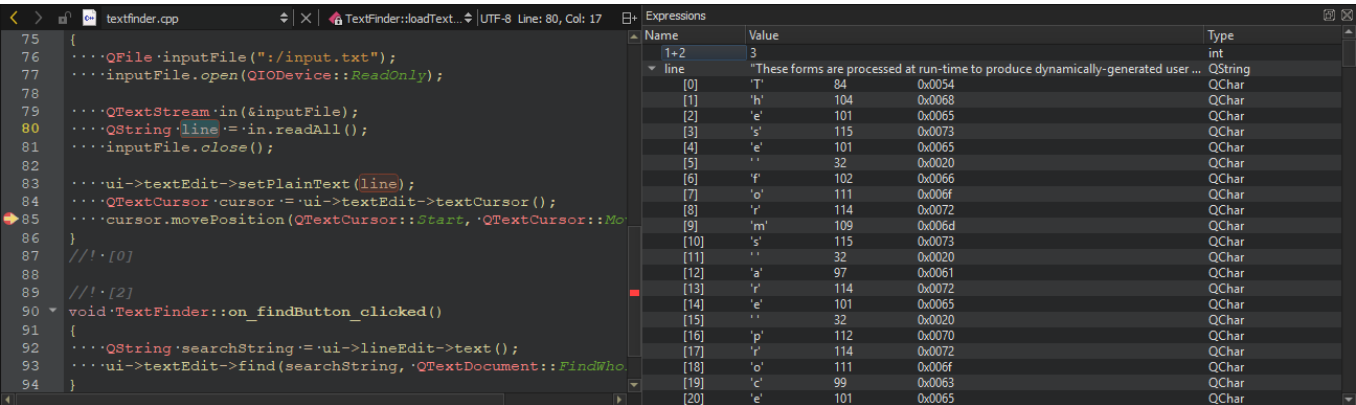 textfinder.cpp TextFinder::loadText... UTF-8 Line: 80, Col: 17
75 {
76 ····QFile·inputFile(":/input.txt");
77 ····inputFile.open(QIODevice::ReadOnly);
78
79 ····QTextStream·in(&inputFile);
80 ····QString·line·=·in.readAll();
81 ····inputFile.close();
82
83 ····ui->textEdit->setPlainText(line);
84 ····QTextCursor·cursor·=·ui->textEdit->textCursor();
85 ····cursor.movePosition(QTextCursor::Start,·QTextCursor::Mo
86 }
87 //!·[0]
88
89 //!·[2]
90 void·TextFinder::on_findButton_clicked()
91 {
92 ····QString·searchString·=·ui->lineEdit->text();
93 ····ui->textEdit->find(searchString,·QTextDocument::FindWho
94 }
Expressions
Name Value Type
1+2 3 int
line "These forms are processed at run-time to produce dynamically-generated user ... QString
[0] 'T' 84 0x0054 QChar
[1] 'h' 104 0x0068 QChar
[2] 'e' 101 0x0065 QChar
[3] 's' 115 0x0073 QChar
[4] 'e' 101 0x0065 QChar
[5] ' ' 32 0x0020 QChar
[6] 'f' 102 0x0066 QChar
[7] 'o' 111 0x006f QChar
[8] 'r' 114 0x0072 QChar
[9] 'm' 109 0x006d QChar
[10] 's' 115 0x0073 QChar
[11] ' ' 32 0x0020 QChar
[12] 'a' 97 0x0061 QChar
[13] 'r' 114 0x0072 QChar
[14] 'e' 101 0x0065 QChar
[15] ' ' 32 0x0020 QChar
[16] 'p' 112 0x0070 QChar
[17] 'r' 114 0x0072 QChar
[18] 'o' 111 0x006f QChar
[19] 'c' 99 0x0063 QChar
[20] 'e' 101 0x0065 QChar